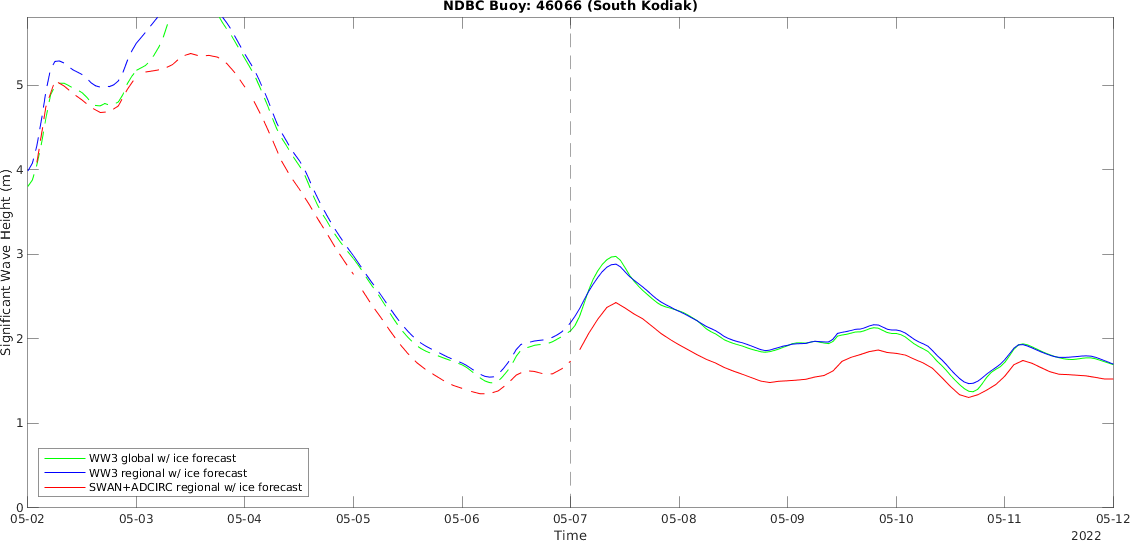 NDBC Buoy: 46066 (South Kodiak)
Significant Wave Height (m)
5
4
3
2
1
0
WW3 global w/ ice forecast
WW3 regional w/ ice forecast
SWAN+ADCIRC regional w/ ice forecast
05-02 05-03 05-04 05-05 05-06 05-07 05-08 05-09 05-10 05-11 05-12
Time
2022